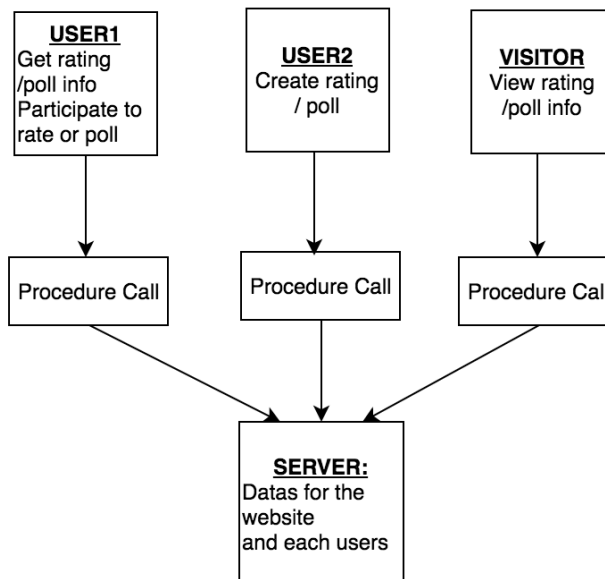 USER1
Get rating
/poll info
Participate to
rate or poll
USER2
Create rating
/ poll
VISITOR
View rating
/poll info
Procedure Call
Procedure Call
Procedure Call
SERVER:
Datas for the
website
and each users